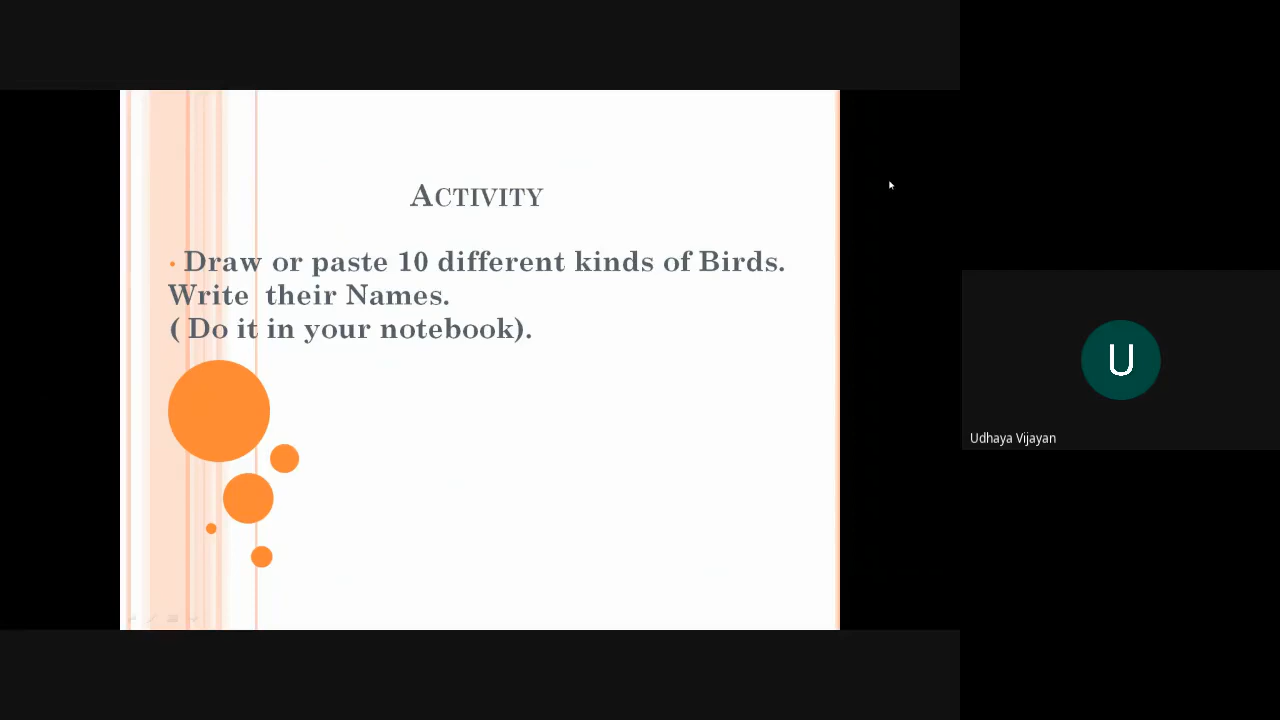 Activity
• Draw or paste 10 different kinds of Birds.
Write their Names.
( Do it in your notebook).
U
Udhaya Vijayan